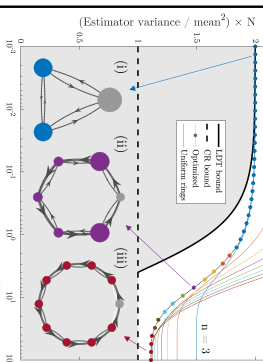 (Estimator variance / mean²) × N
0 0.5 1 1.5 2
10⁻³
10⁻²
10⁻¹
10⁰
10¹
(i)
(ii)
(iii)
LDT bound
CR bound
Optimized
Uniform rings
n = 3